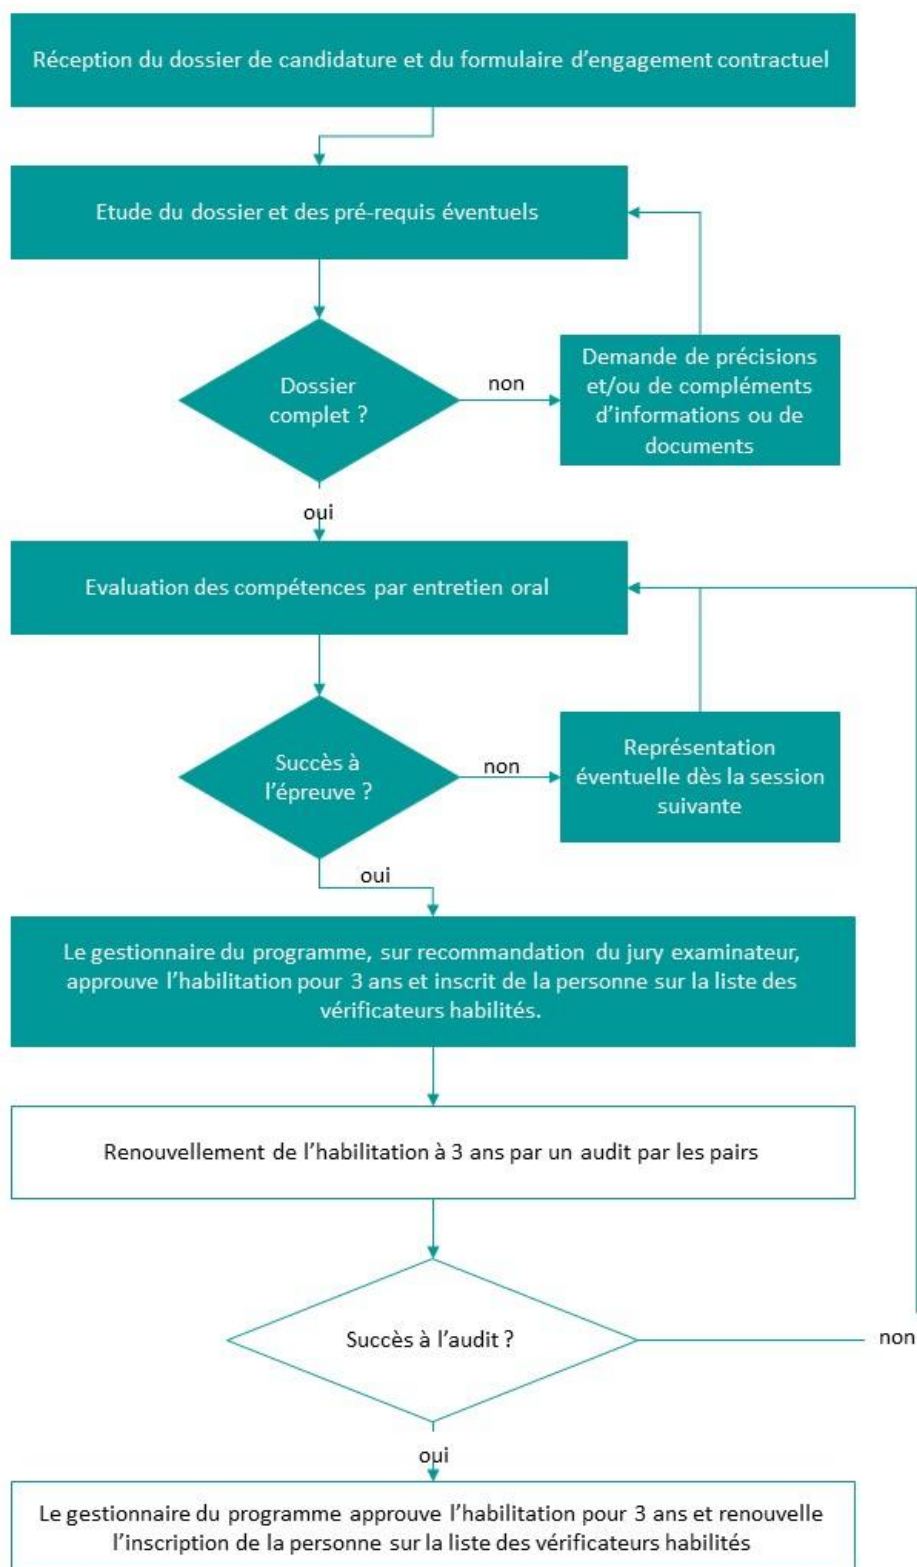 Réception du dossier de candidature et du formulaire d'engagement contractuel
Etude du dossier et des pré-requis éventuels
Dossier
complet ?
non
Demande de précisions
et/ou de compléments
d'informations ou de
documents
oui
Evaluation des compétences par entretien oral
Succès à
l'épreuve ?
non
Représentation
éventuelle dès la session
suivante
oui
Le gestionnaire du programme, sur recommandation du jury examinateur,
approuve l'habilitation pour 3 ans et inscrit de la personne sur la liste des
vérificateurs habilités.
Renouvellement de l'habilitation à 3 ans par un audit par les pairs
Succès à l'audit ?
non
oui
Le gestionnaire du programme approuve l'habilitation pour 3 ans et renouvelle
l'inscription de la personne sur la liste des vérificateurs habilités